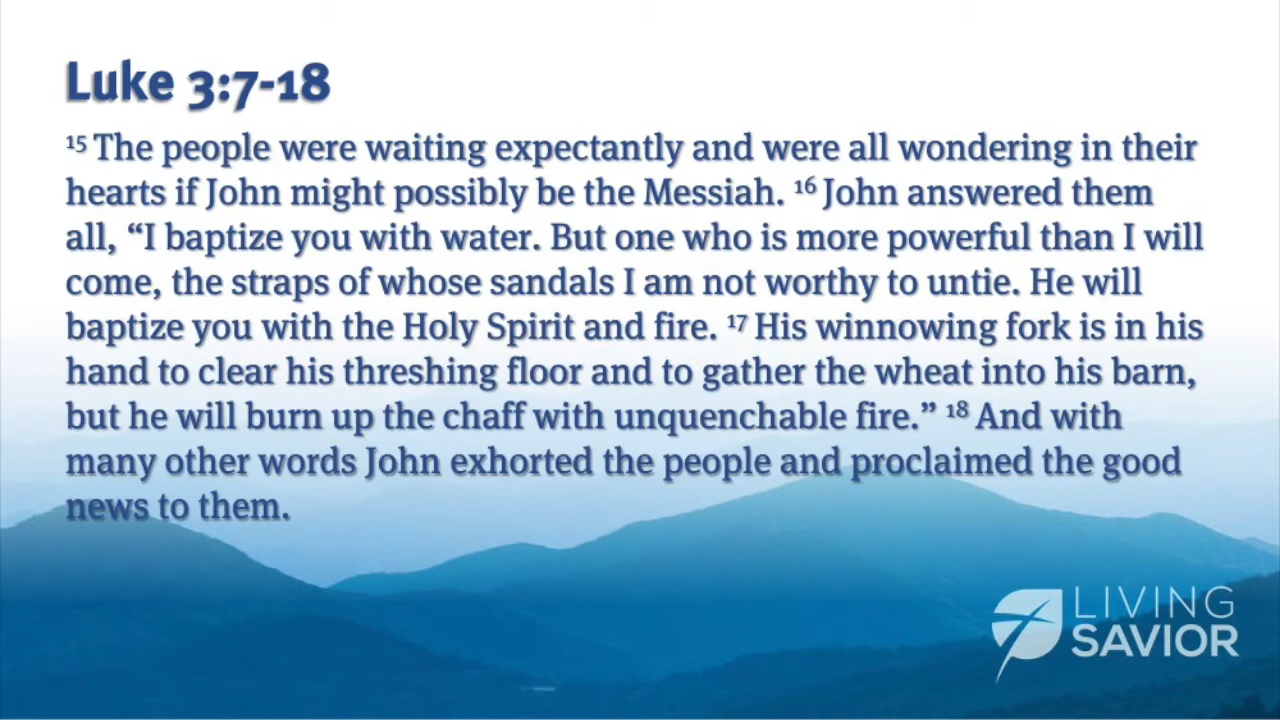 Luke 3:7-18
15 The people were waiting expectantly and were all wondering in their
hearts if John might possibly be the Messiah. 16 John answered them
all, “I baptize you with water. But one who is more powerful than I will
come, the straps of whose sandals I am not worthy to untie. He will
baptize you with the Holy Spirit and fire. 17 His winnowing fork is in his
hand to clear his threshing floor and to gather the wheat into his barn,
but he will burn up the chaff with unquenchable fire.” 18 And with
many other words John exhorted the people and proclaimed the good
news to them.
LIVING
SAVIOR